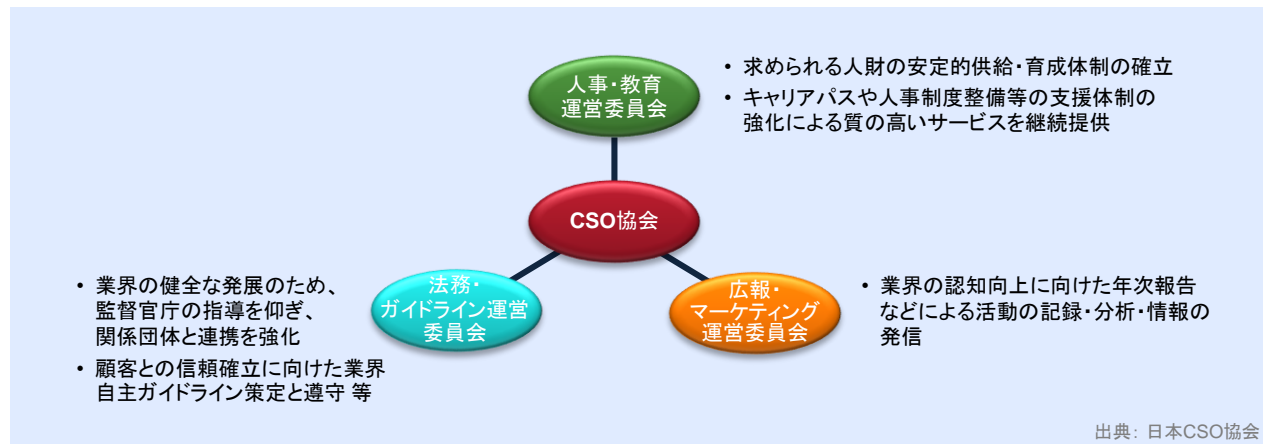 人事・教育
運営委員会
• 求められる人財の安定的供給・育成体制の確立
• キャリアパスや人事制度整備等の支援体制の
強化による質の高いサービスを継続提供
CSO協会
• 業界の健全な発展のため、
監督官庁の指導を仰ぎ、
関係団体と連携を強化
• 顧客との信頼確立に向けた業界
自主ガイドライン策定と遵守 等
法務・
ガイドライン運営
委員会
広報・
マーケティング
運営委員会
• 業界の認知向上に向けた年次報告
などによる活動の記録・分析・情報の
発信
出典： 日本CSO協会